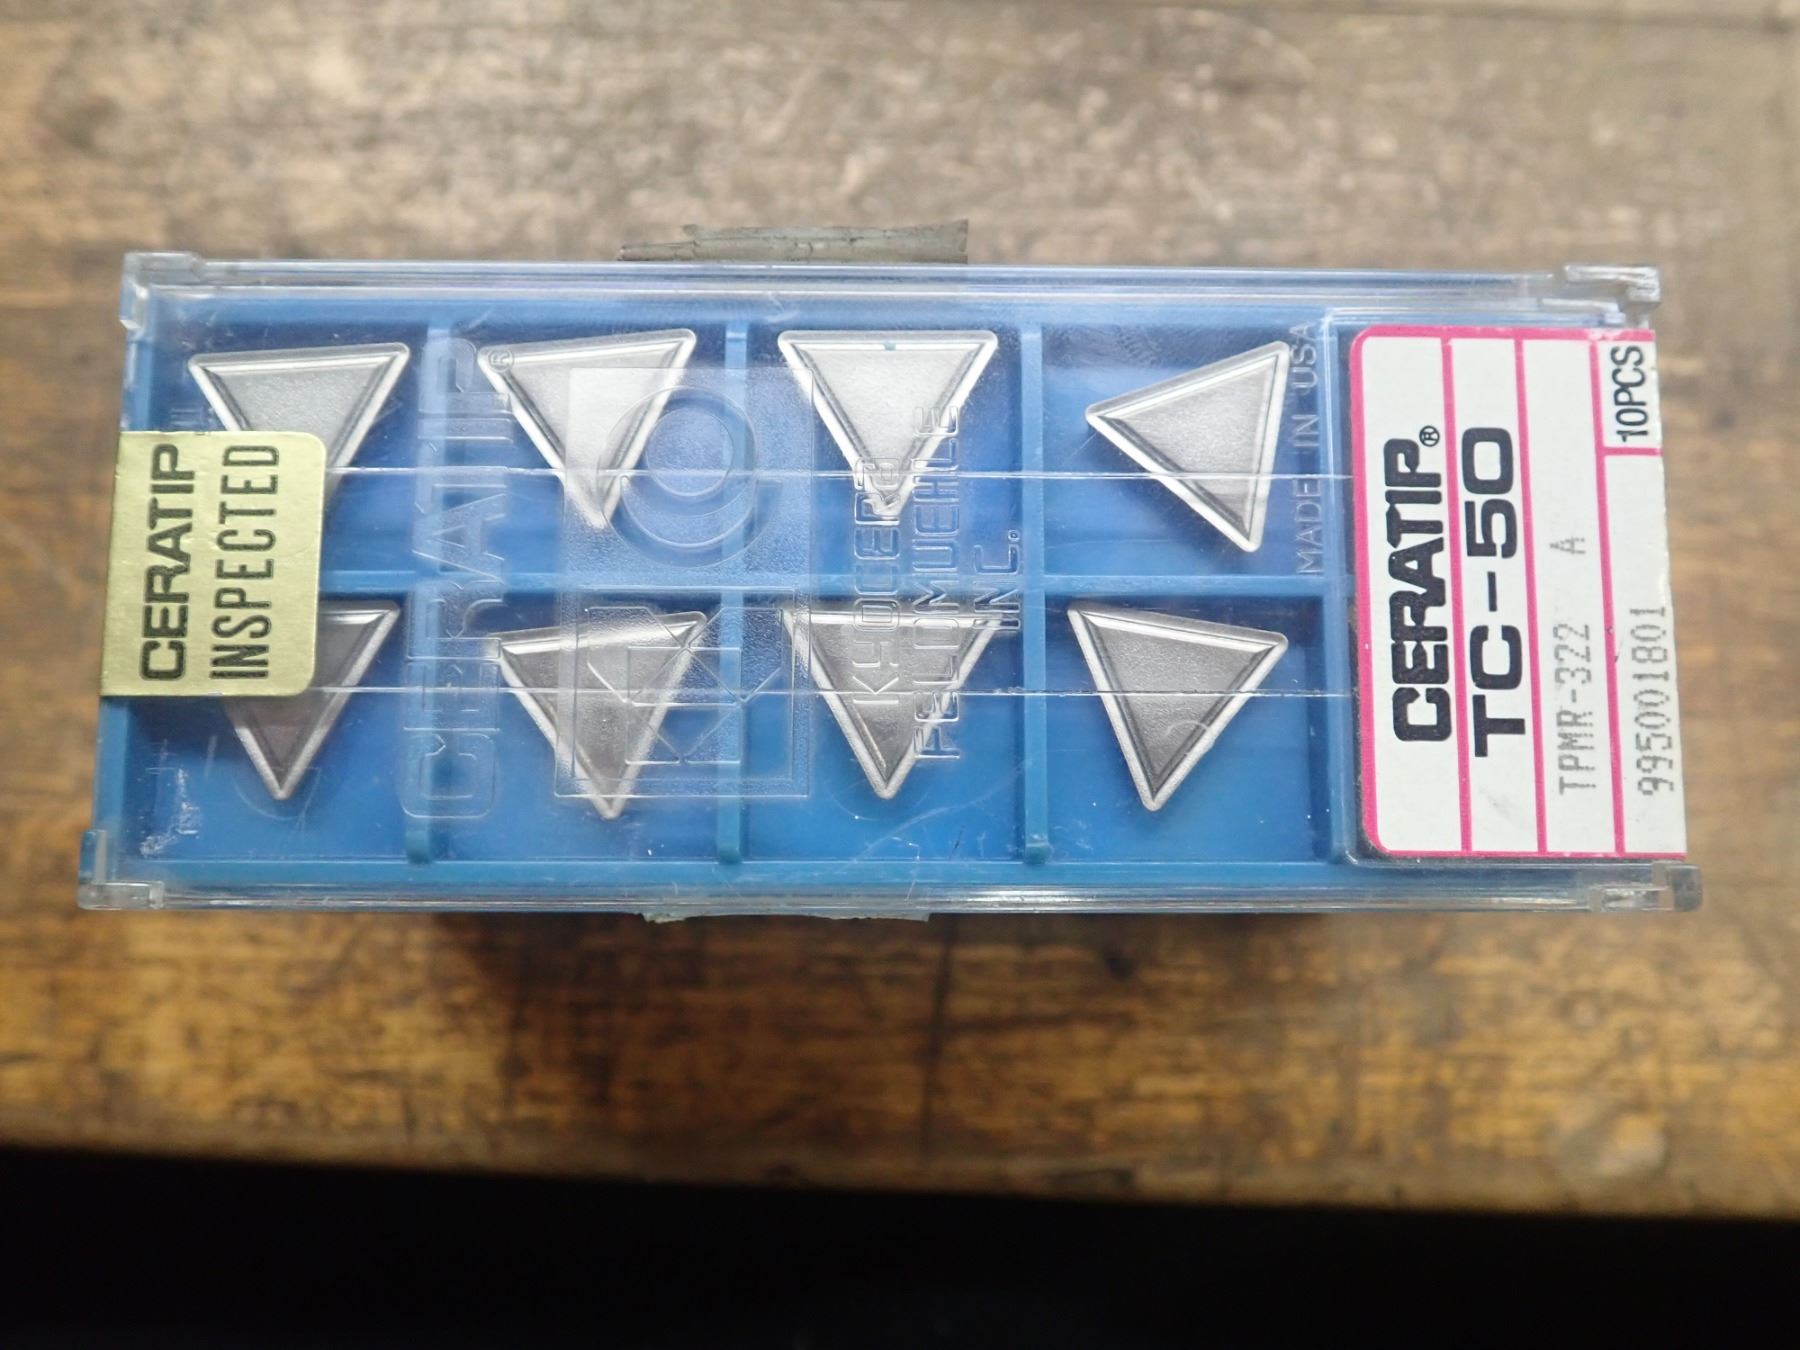 CERATIP
INSPECTED
CERATIP®
KYOCERA
FELDMUEHLE
INC.
MADE IN USA
CERATIP®
TC-50
TPMR-322 A
10PCS
995001801